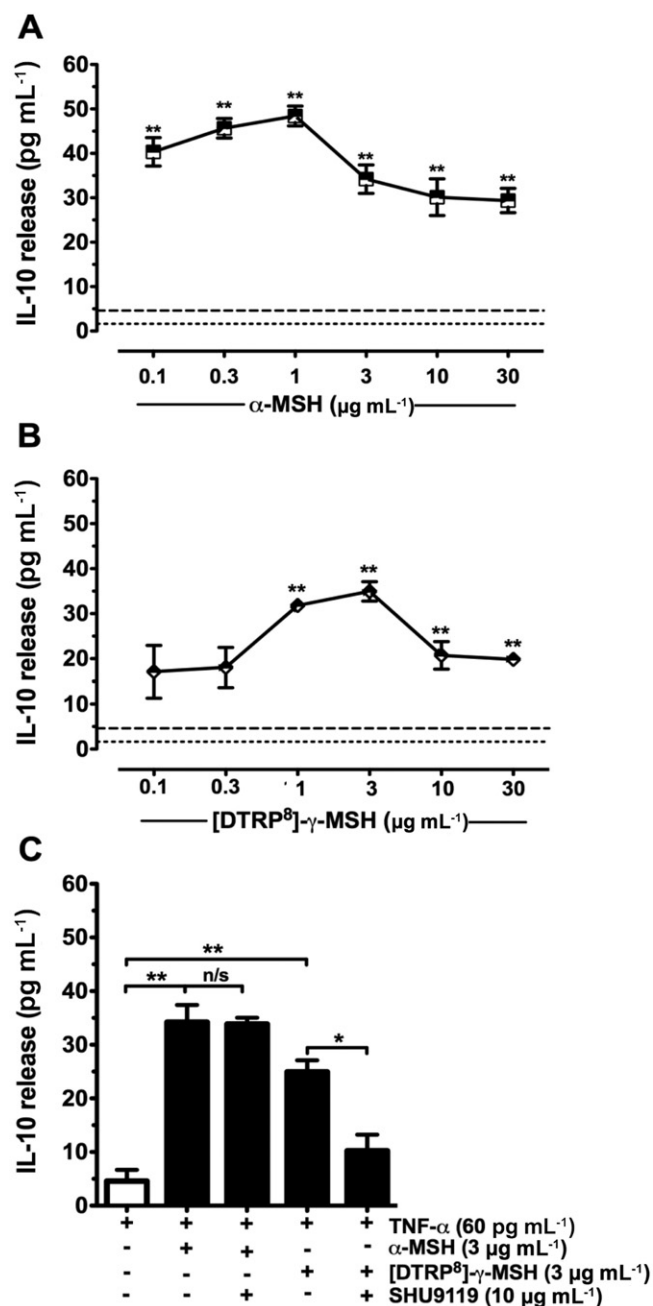 A
IL-10 release (pg mL⁻¹)
60
50
40
30
20
10
0
** ** ** ** ** **
0.1 0.3 1 3 10 30
α-MSH (µg mL⁻¹)
B
IL-10 release (pg mL⁻¹)
60
50
40
30
20
10
0
** ** ** **
0.1 0.3 1 3 10 30
[DTRP⁸]-γ-MSH (µg mL⁻¹)
C
IL-10 release (pg mL⁻¹)
60
50
40
30
20
10
0
**
** n/s
*
+ + + + + TNF-α (60 pg mL⁻¹)
- + + - - α-MSH (3 µg mL⁻¹)
- - - + + [DTRP⁸]-γ-MSH (3 µg mL⁻¹)
- - + - + SHU9119 (10 µg mL⁻¹)